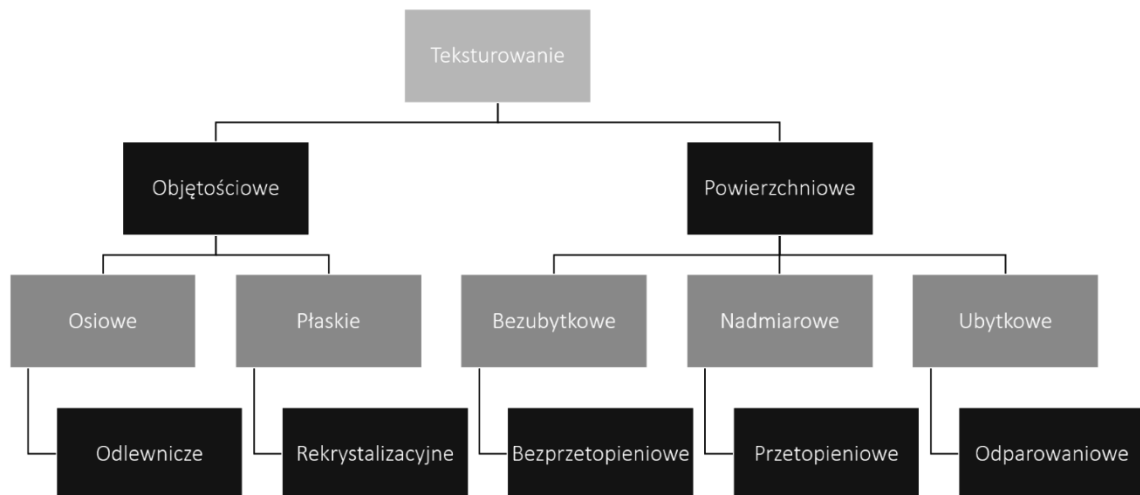 Teksturowanie
Objętościowe
Powierzchniowe
Osiowe
Płaskie
Bezubytkowe
Nadmiarowe
Ubytkowe
Odlewnicze
Rekrystalizacyjne
Bezprzetopieniowe
Przetopieniowe
Odparowaniowe